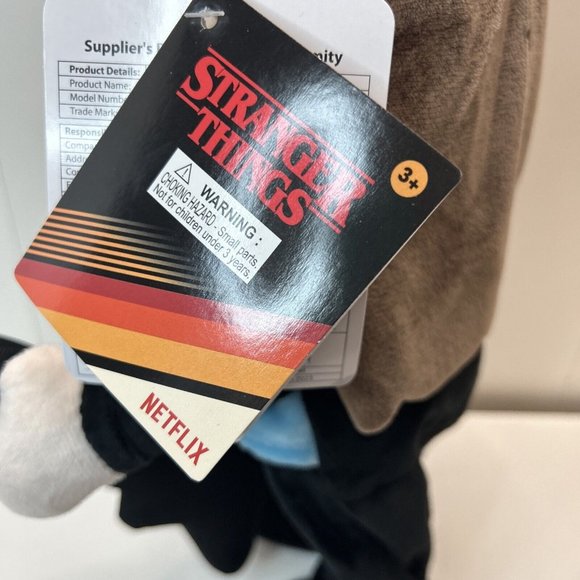 Supplier's
mity
Product Details:
Product Name:
Model Numb
Trade Mark
Responsi
Compa
Addre
STRANGER
THINGS
3+
WARNING :
CHOKING HAZARD - Small parts.
Not for children under 3 years.
NETFLIX